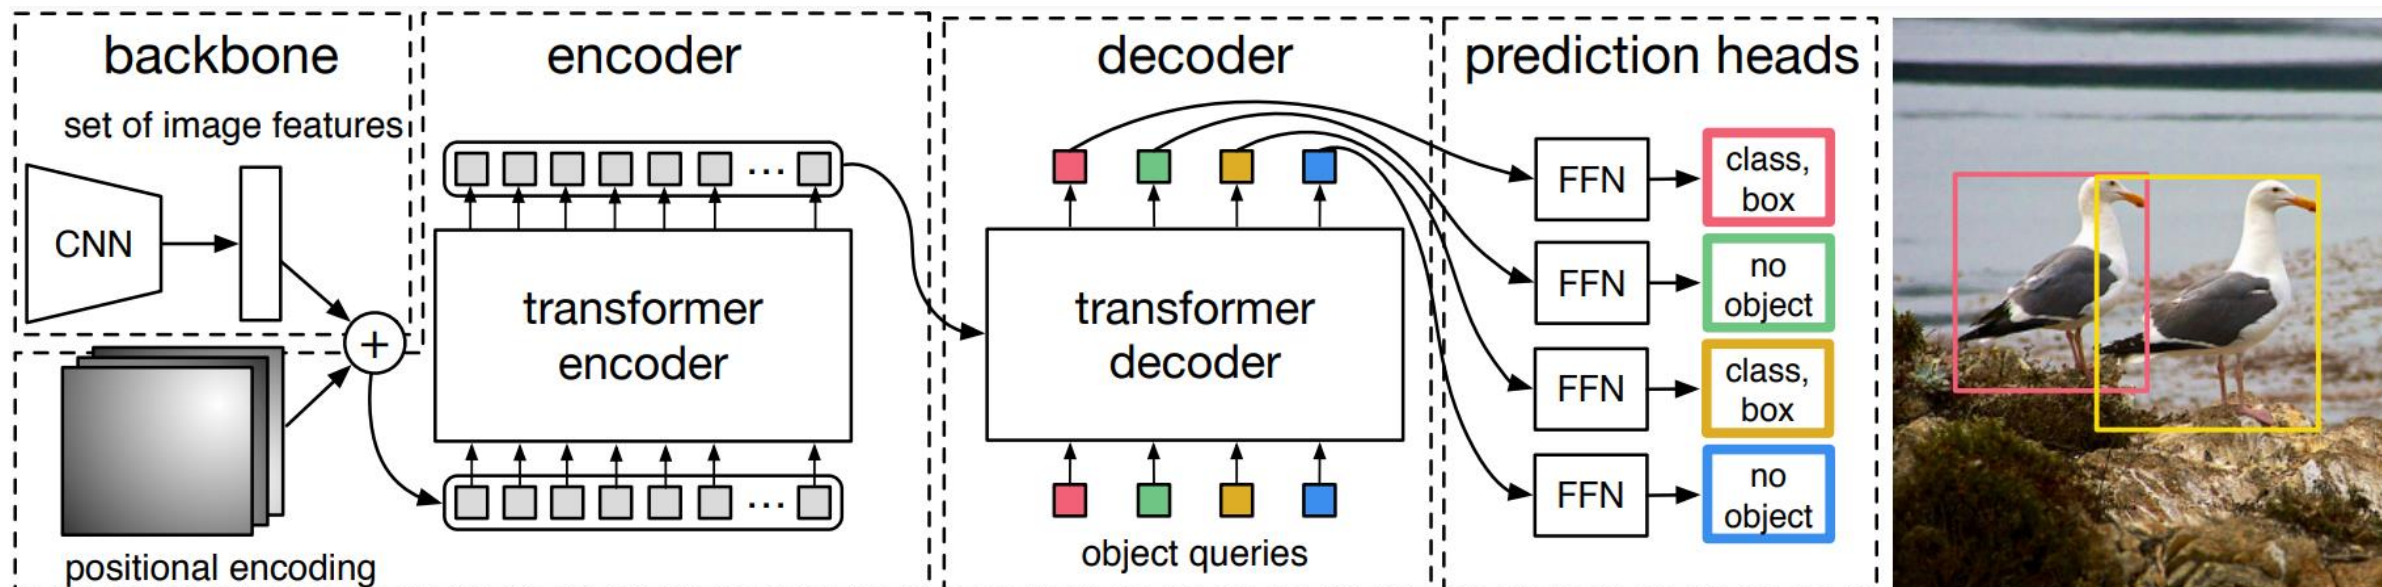 backbone
set of image features
CNN
+
positional encoding
encoder
...
transformer
encoder
...
decoder
transformer
decoder
object queries
prediction heads
FFN
class,
box
FFN
no
object
FFN
class,
box
FFN
no
object